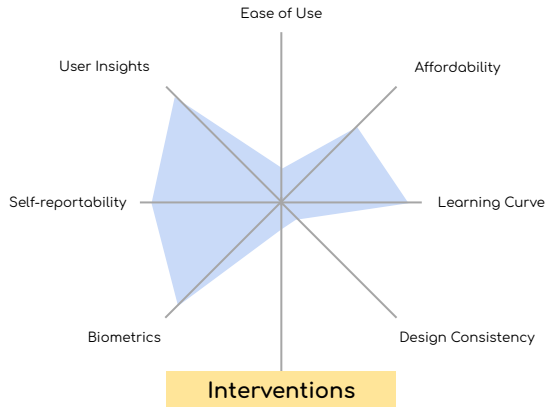 Ease of Use
User Insights
Affordability
Self-reportability
Learning Curve
Biometrics
Design Consistency
Interventions